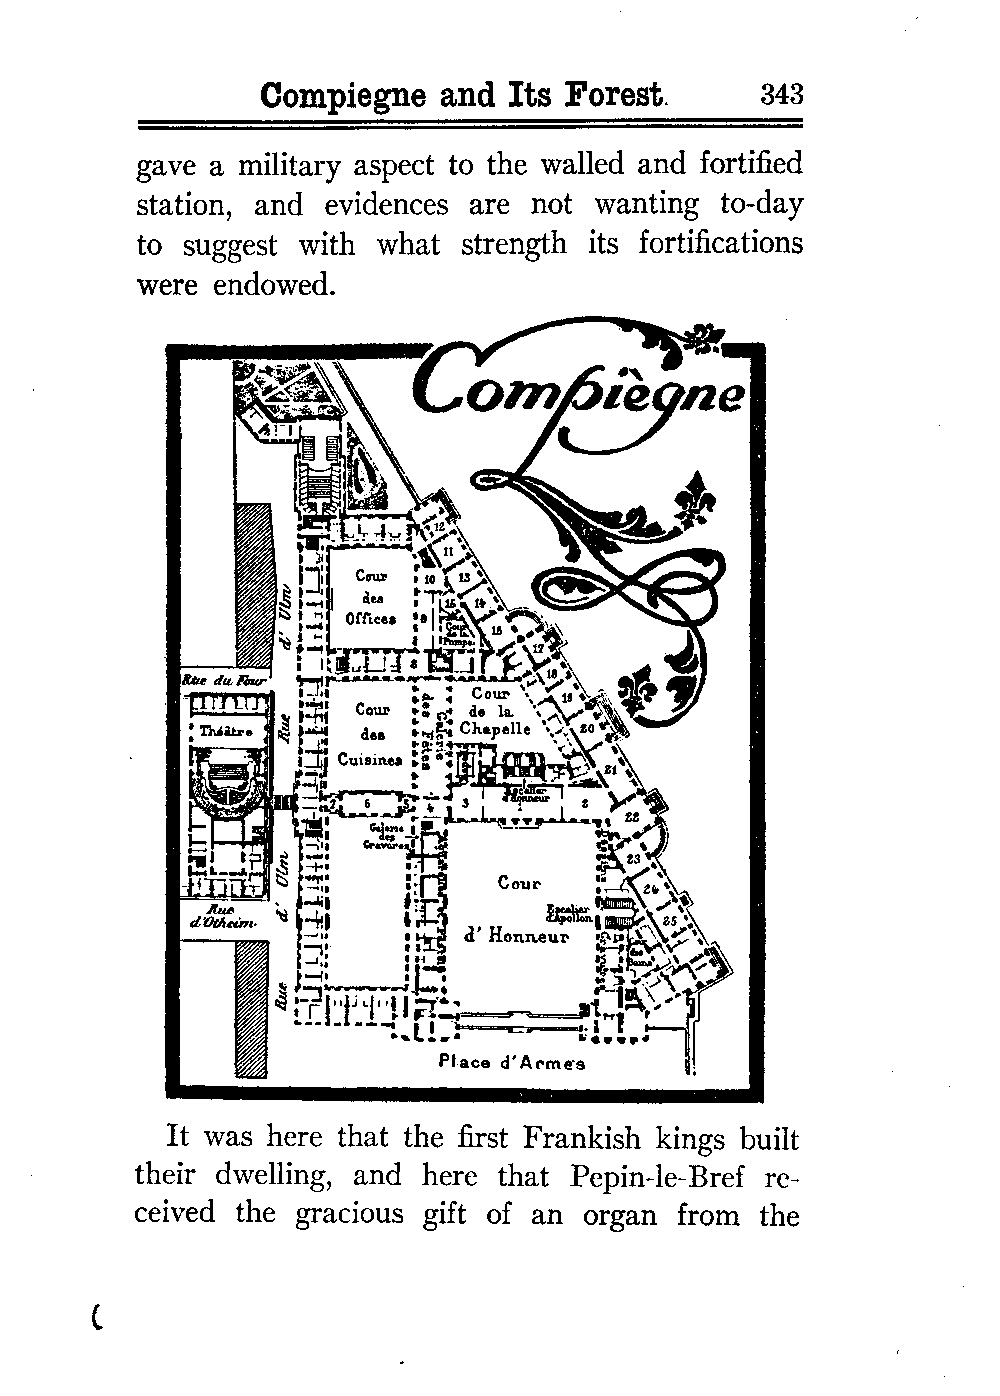 Compiegne and Its Forest. 343
gave a military aspect to the walled and fortified
station, and evidences are not wanting to-day
to suggest with what strength its fortifications
were endowed.
Compiègne
12
11
10
13
14
15
17
18
19
20
21
22
23
24
25
Cour
des
Offices
9
Cour
de la
Pompe
8
Rue d' Ulm
Rue du Four
Théâtre
Cour
des
Cuisines
Galerie
des Fêtes
Cour
de la
Chapelle
Escalier
d'Honneur
7 6 5 4 3 1 2
Galerie
des
Gravures
Cour
d' Honneur
Escalier
d'Apollon
Rue d' Ulm
Rue
d'Otheim
des
Bains
Place d'Armes
It was here that the first Frankish kings built
their dwelling, and here that Pepin-le-Bref re-
ceived the gracious gift of an organ from the